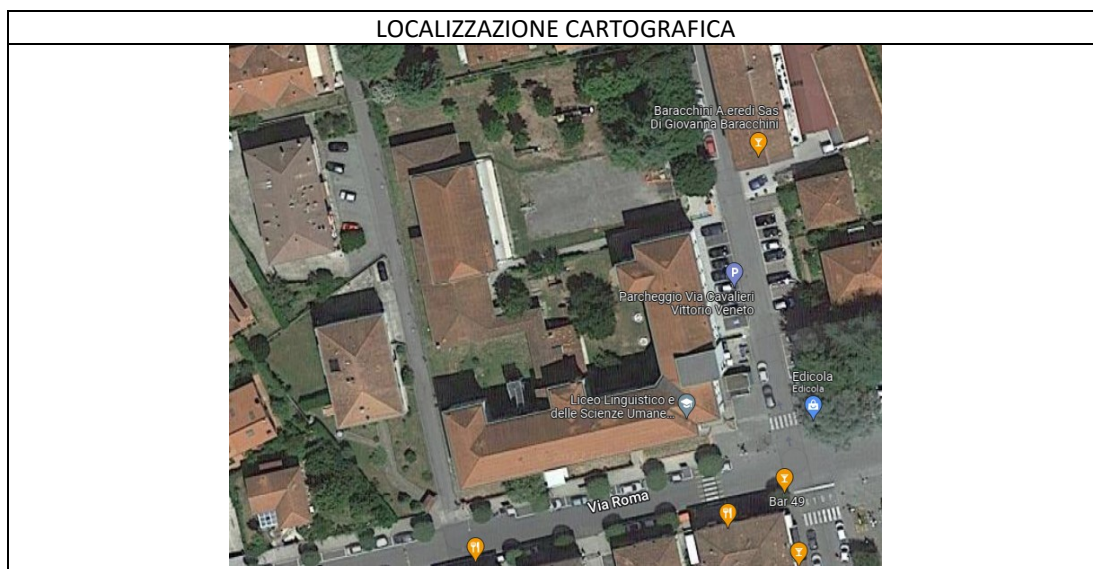 LOCALIZZAZIONE CARTOGRAFICA
Baracchini A.eredi Sas
Di Giovanna Baracchini
P
Parcheggio Via Cavalieri
Vittorio Veneto
Edicola
Edicola
Liceo Linguistico e
delle Scienze Umane...
Via Roma
Bar 49